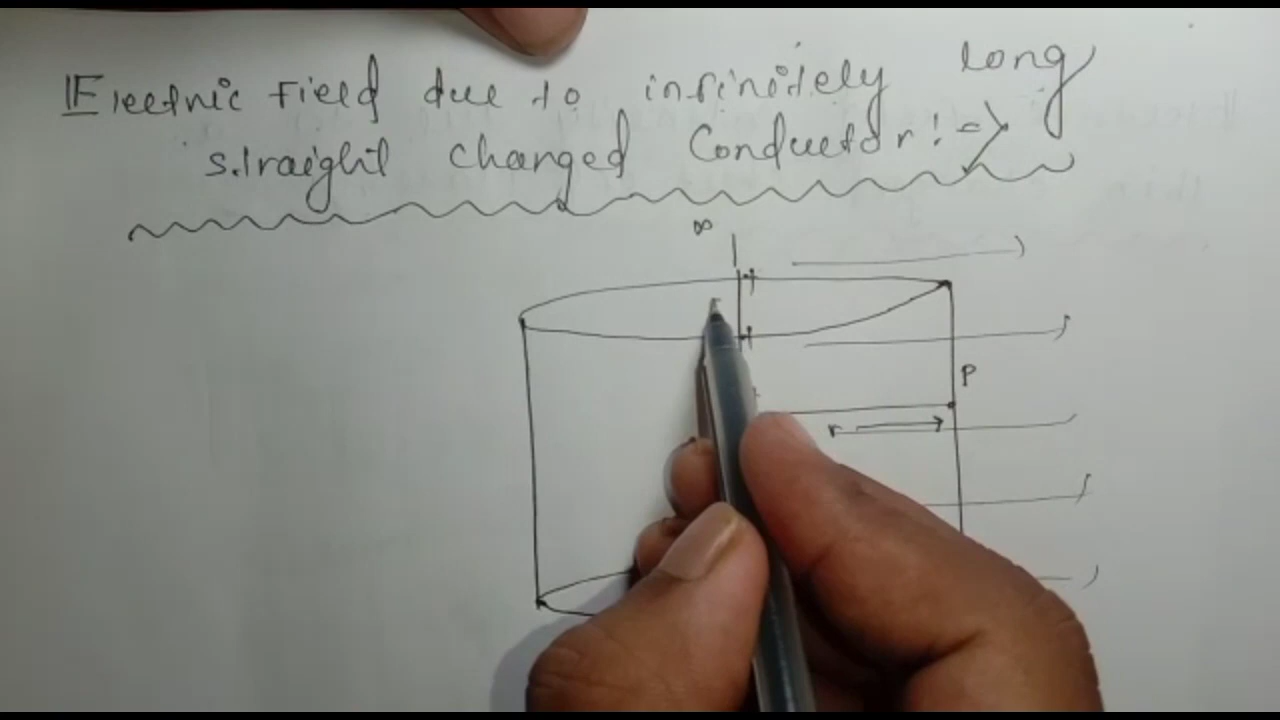 Electric Field due to infinitely long
straight charged Conductor :=>
∞
+
+
P
r